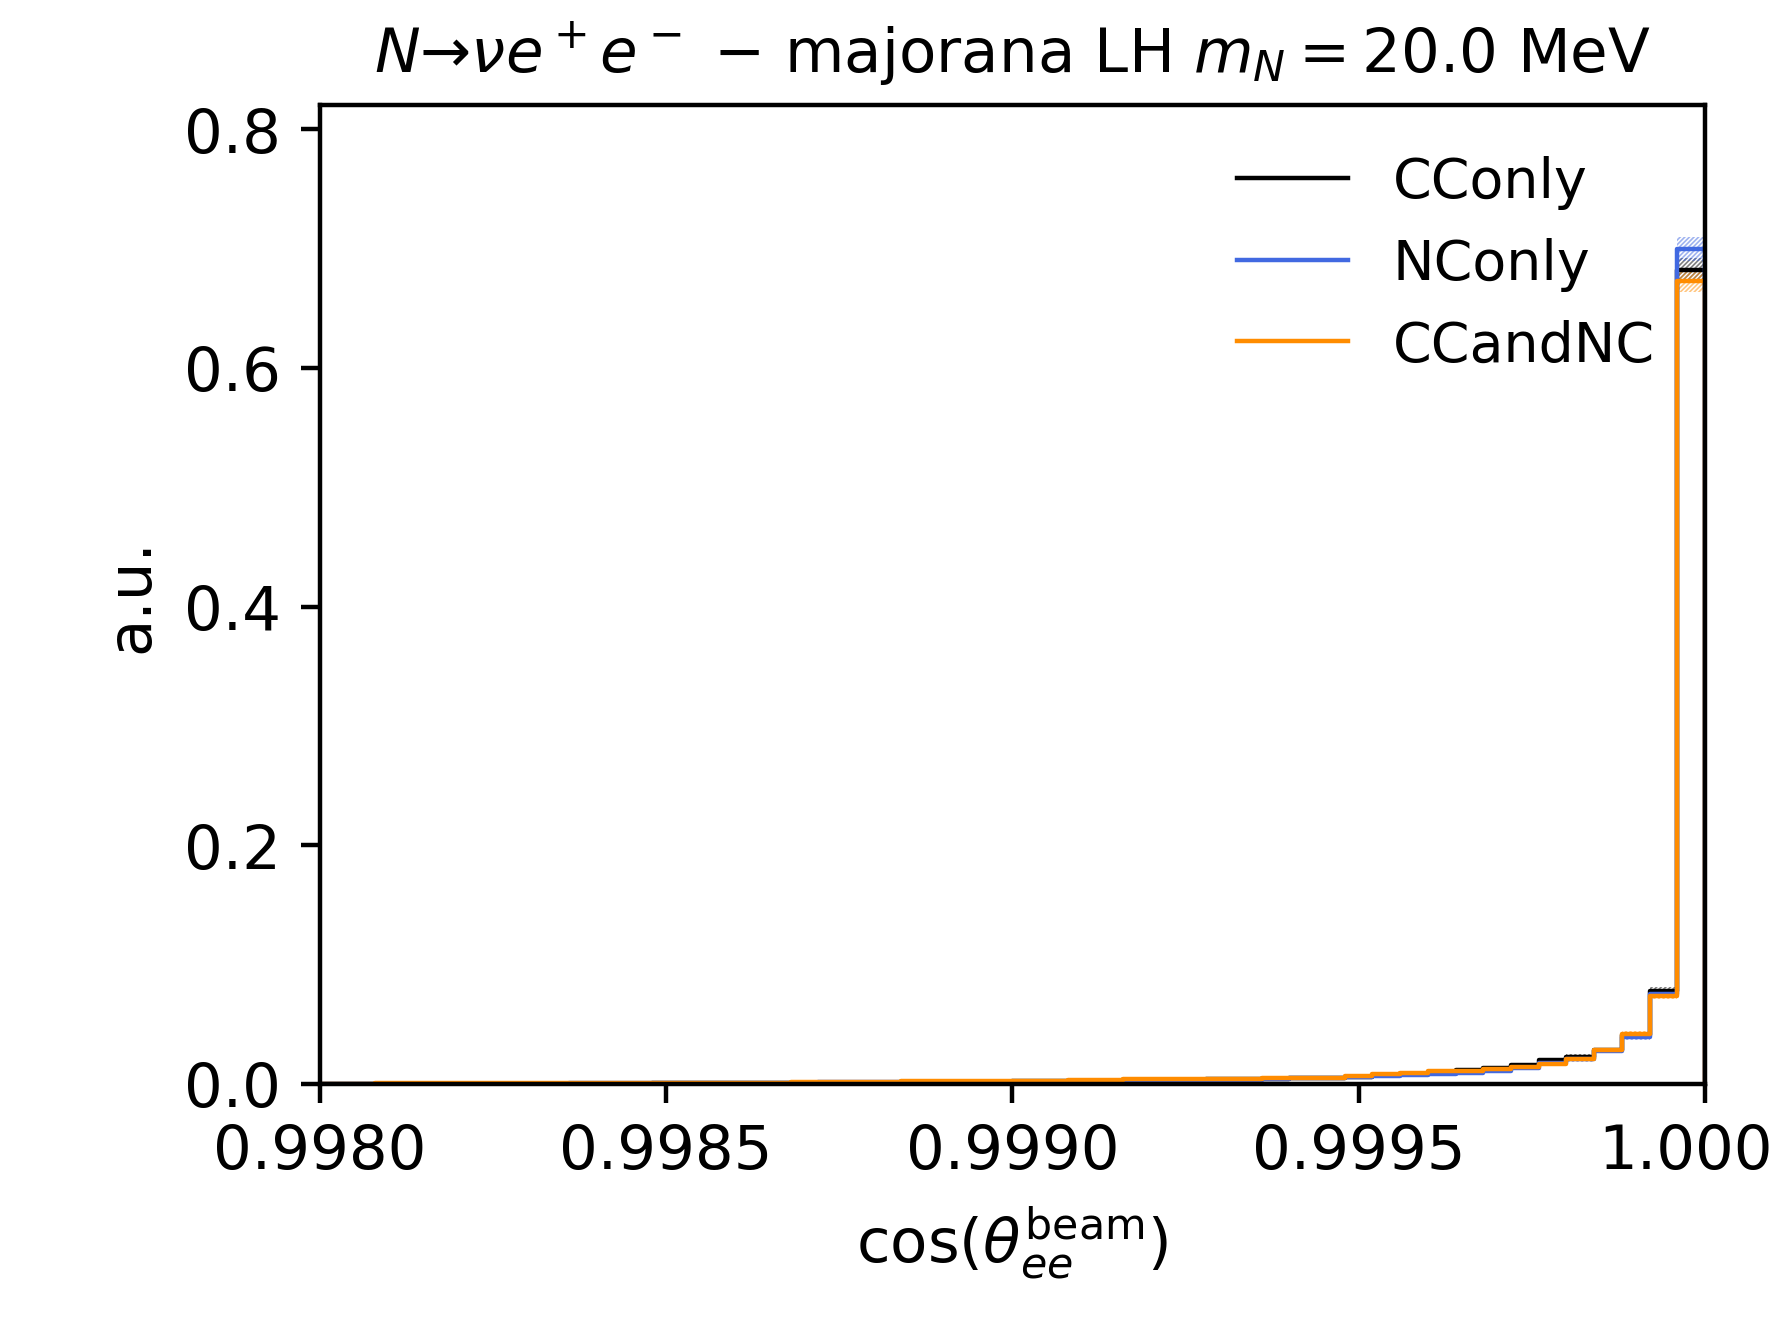 N→νe⁺e⁻ − majorana LH m_N = 20.0 MeV
0.8
0.6
0.4
0.2
0.0
a.u.
CConly
NConly
CCandNC
0.9980 0.9985 0.9990 0.9995 1.000
cos(θ_ee^beam)